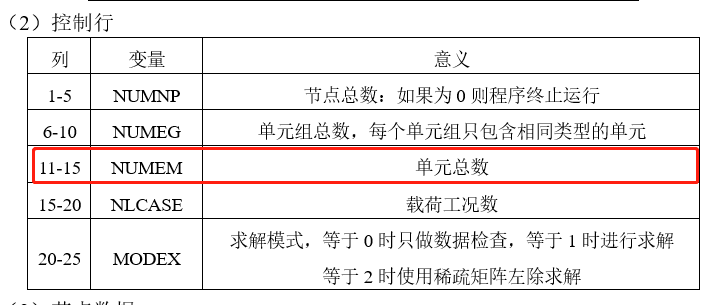 （2）控制行
列 变量 意义
1-5 NUMNP 节点总数：如果为 0 则程序终止运行
6-10 NUMEG 单元组总数，每个单元组只包含相同类型的单元
11-15 NUMEM 单元总数
15-20 NLCASE 载荷工况数
20-25 MODEX 求解模式，等于 0 时只做数据检查，等于 1 时进行求解
等于 2 时使用稀疏矩阵左除求解